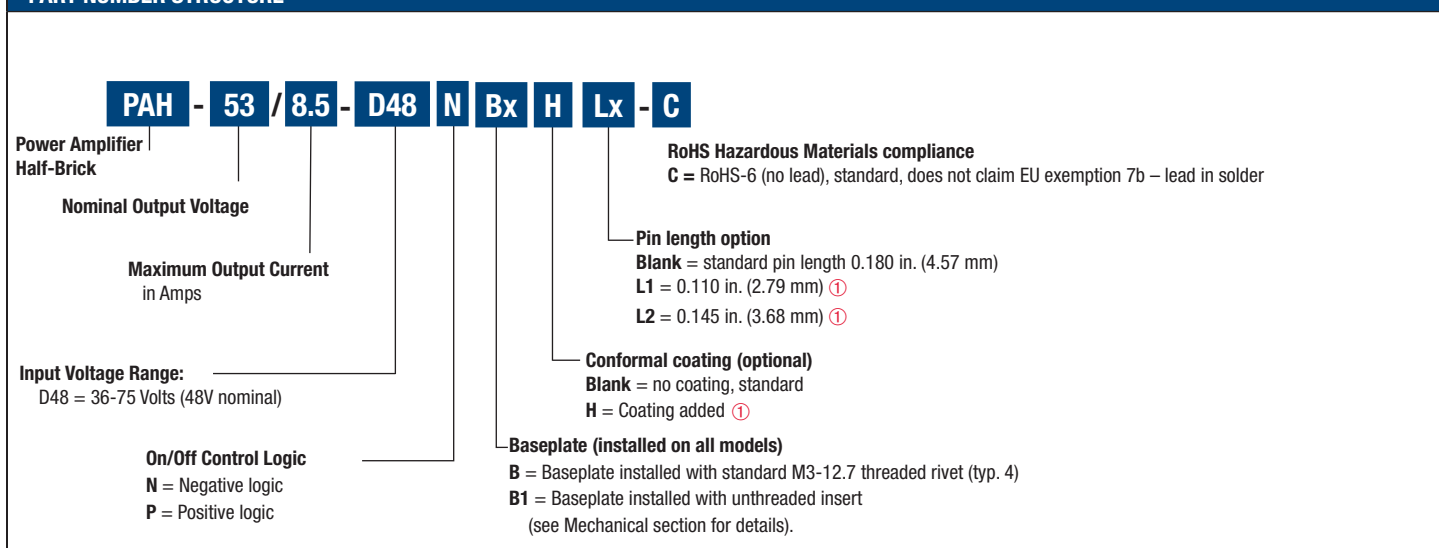 PART NUMBER STRUCTURE
PAH - 53 / 8.5 - D48 N Bx H Lx - C
Power Amplifier
Half-Brick
RoHS Hazardous Materials compliance
C = RoHS-6 (no lead), standard, does not claim EU exemption 7b – lead in solder
Nominal Output Voltage
Pin length option
Blank = standard pin length 0.180 in. (4.57 mm)
L1 = 0.110 in. (2.79 mm) ①
L2 = 0.145 in. (3.68 mm) ①
Maximum Output Current
in Amps
Conformal coating (optional)
Blank = no coating, standard
H = Coating added ①
Input Voltage Range:
D48 = 36-75 Volts (48V nominal)
Baseplate (installed on all models)
B = Baseplate installed with standard M3-12.7 threaded rivet (typ. 4)
B1 = Baseplate installed with unthreaded insert
(see Mechanical section for details).
On/Off Control Logic
N = Negative logic
P = Positive logic